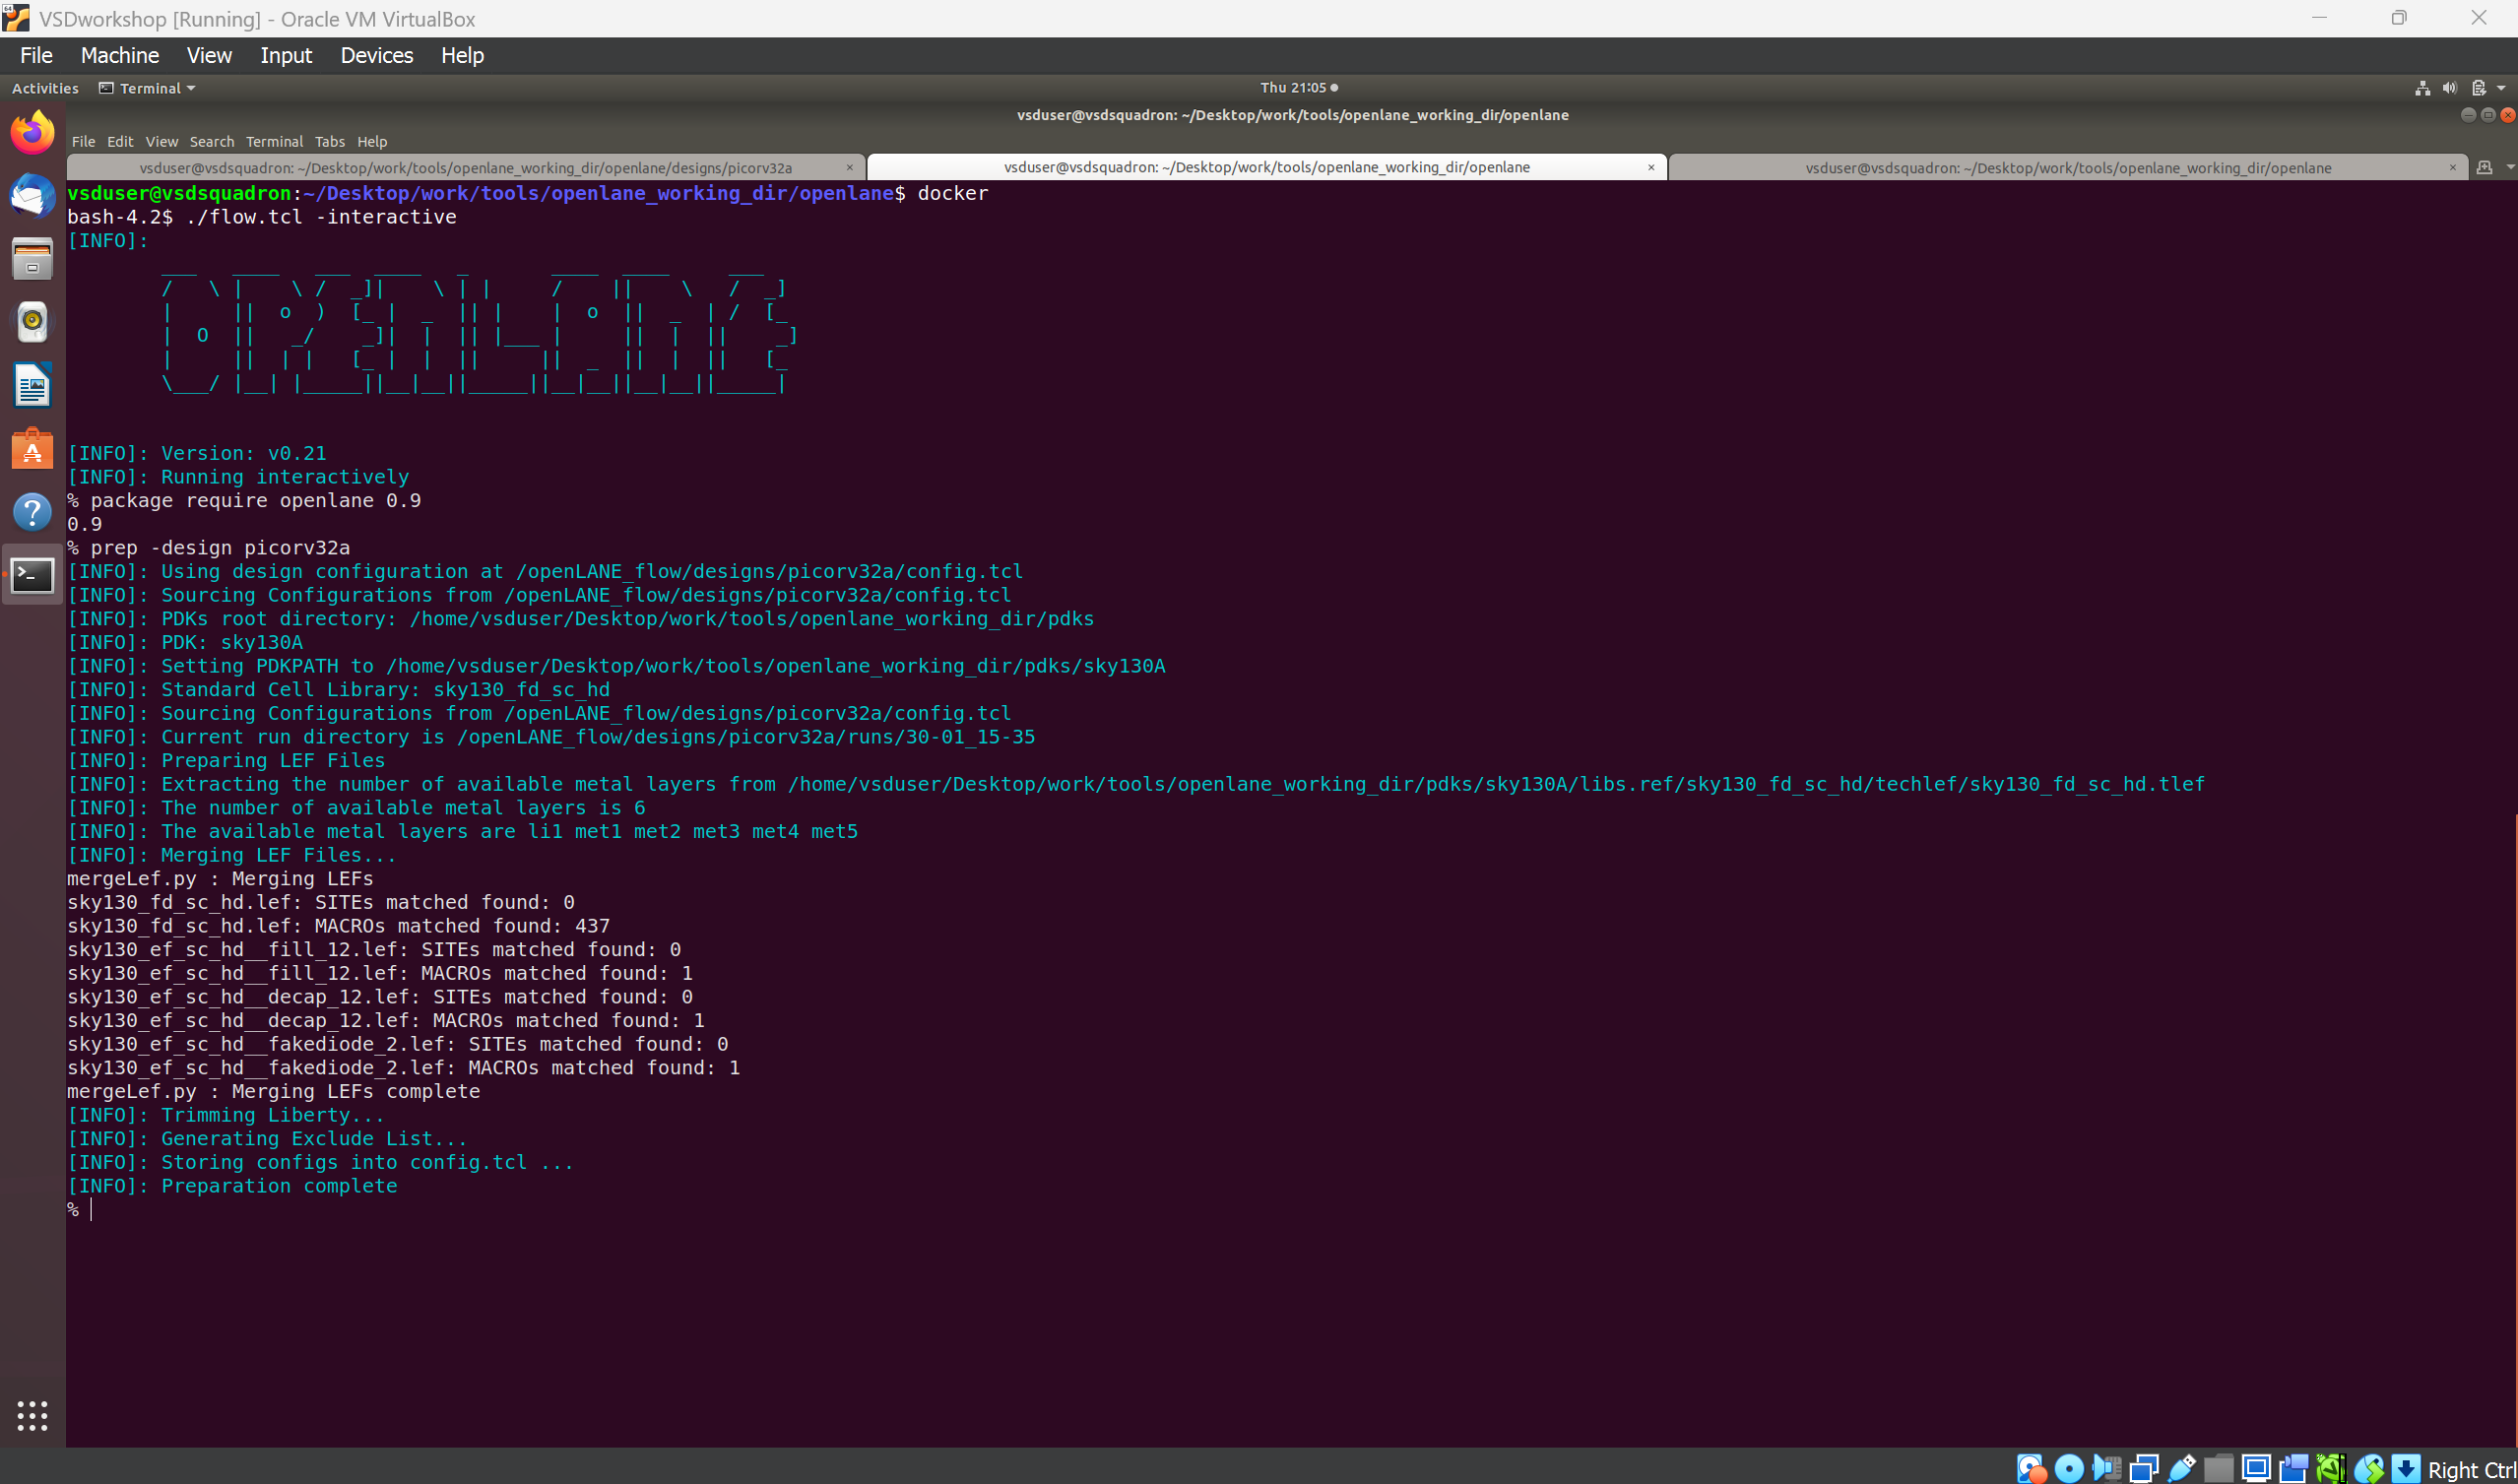 VSDworkshop [Running] - Oracle VM VirtualBox
File Machine View Input Devices Help
Activities Terminal Thu 21:05
vsduser@vsdsquadron: ~/Desktop/work/tools/openlane_working_dir/openlane
File Edit View Search Terminal Tabs Help
vsduser@vsdsquadron: ~/Desktop/work/tools/openlane_working_dir/openlane/designs/picorv32a × vsduser@vsdsquadron: ~/Desktop/work/tools/openlane_working_dir/openlane × vsduser@vsdsquadron: ~/Desktop/work/tools/openlane_working_dir/openlane ×
vsduser@vsdsquadron:~/Desktop/work/tools/openlane_working_dir/openlane$ docker
bash-4.2$ ./flow.tcl -interactive
[INFO]:
OPENLANE
[INFO]: Version: v0.21
[INFO]: Running interactively
% package require openlane 0.9
0.9
% prep -design picorv32a
[INFO]: Using design configuration at /openLANE_flow/designs/picorv32a/config.tcl
[INFO]: Sourcing Configurations from /openLANE_flow/designs/picorv32a/config.tcl
[INFO]: PDKs root directory: /home/vsduser/Desktop/work/tools/openlane_working_dir/pdks
[INFO]: PDK: sky130A
[INFO]: Setting PDKPATH to /home/vsduser/Desktop/work/tools/openlane_working_dir/pdks/sky130A
[INFO]: Standard Cell Library: sky130_fd_sc_hd
[INFO]: Sourcing Configurations from /openLANE_flow/designs/picorv32a/config.tcl
[INFO]: Current run directory is /openLANE_flow/designs/picorv32a/runs/30-01_15-35
[INFO]: Preparing LEF Files
[INFO]: Extracting the number of available metal layers from /home/vsduser/Desktop/work/tools/openlane_working_dir/pdks/sky130A/libs.ref/sky130_fd_sc_hd/techlef/sky130_fd_sc_hd.tlef
[INFO]: The number of available metal layers is 6
[INFO]: The available metal layers are li1 met1 met2 met3 met4 met5
[INFO]: Merging LEF Files...
mergeLef.py : Merging LEFs
sky130_fd_sc_hd.lef: SITEs matched found: 0
sky130_fd_sc_hd.lef: MACROs matched found: 437
sky130_ef_sc_hd__fill_12.lef: SITEs matched found: 0
sky130_ef_sc_hd__fill_12.lef: MACROs matched found: 1
sky130_ef_sc_hd__decap_12.lef: SITEs matched found: 0
sky130_ef_sc_hd__decap_12.lef: MACROs matched found: 1
sky130_ef_sc_hd__fakediode_2.lef: SITEs matched found: 0
sky130_ef_sc_hd__fakediode_2.lef: MACROs matched found: 1
mergeLef.py : Merging LEFs complete
[INFO]: Trimming Liberty...
[INFO]: Generating Exclude List...
[INFO]: Storing configs into config.tcl ...
[INFO]: Preparation complete
%
Right Ctrl